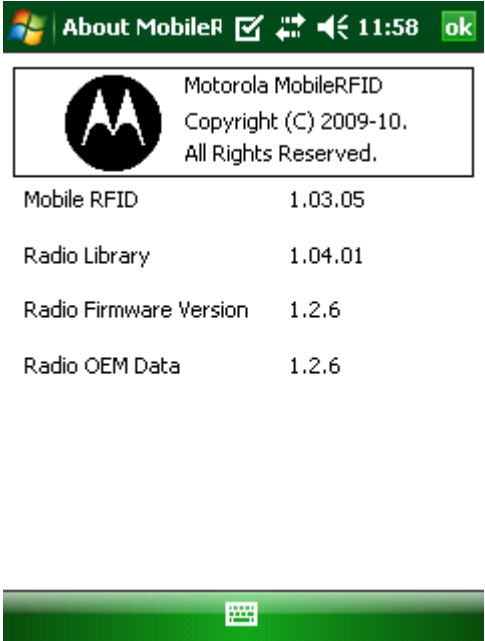 About MobileR 11:58 ok
Motorola MobileRFID
Copyright (C) 2009-10.
All Rights Reserved.
Mobile RFID 1.03.05
Radio Library 1.04.01
Radio Firmware Version 1.2.6
Radio OEM Data 1.2.6